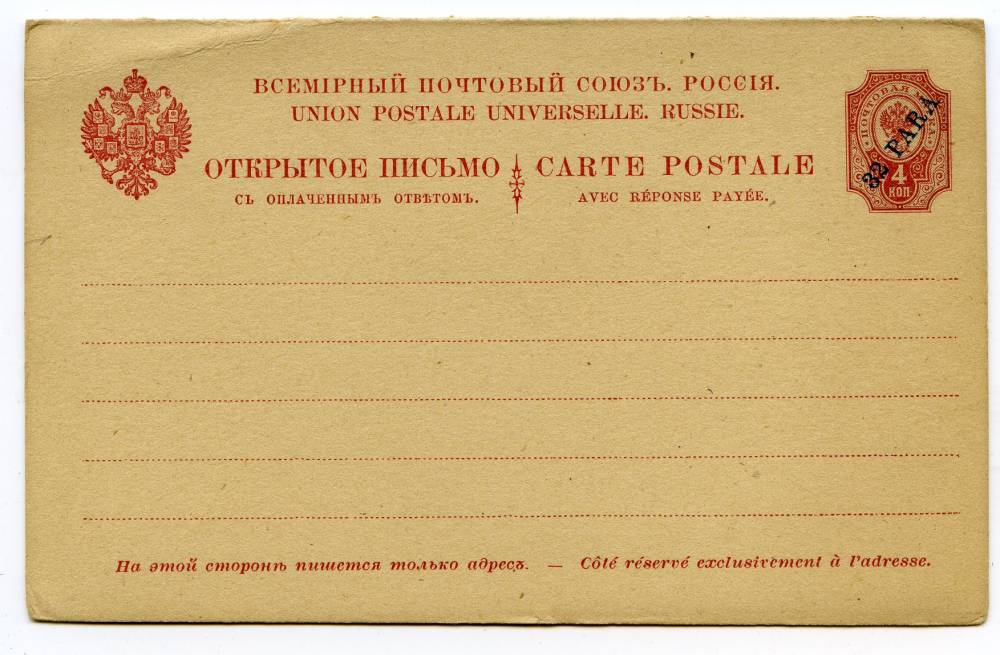 ВСЕМІРНЫЙ ПОЧТОВЫЙ СОЮЗЪ. РОССІЯ.
UNION POSTALE UNIVERSELLE. RUSSIE.
ОТКРЫТОЕ ПИСЬМО
СЪ ОПЛАЧЕННЫМЪ ОТВѢТОМЪ.
CARTE POSTALE
AVEC RÉPONSE PAYÉE.
ПОЧТОВАЯ
32 PARA
4
КОП.
На этой сторонѣ пишется только адресъ. — Côté réservé exclusivement à l'adresse.